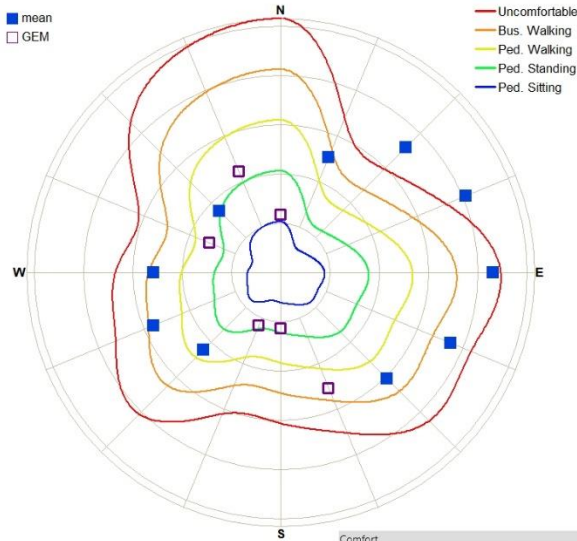 mean
GEM
N
Uncomfortable
Bus. Walking
Ped. Walking
Ped. Standing
Ped. Sitting
W
E
S
Comfort